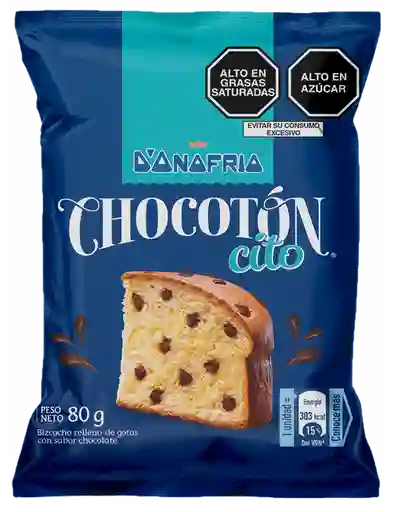 ALTO EN
GRASAS
SATURADAS
ALTO EN
AZÚCAR
EVITAR SU CONSUMO
EXCESIVO
D'ONOFRIO
CHOCOTÓN
cito
PESO
NETO 80 g
Bizcocho relleno de gotas
con sabor chocolate
1 unidad
Energía
383 kcal
15%
Conoce más